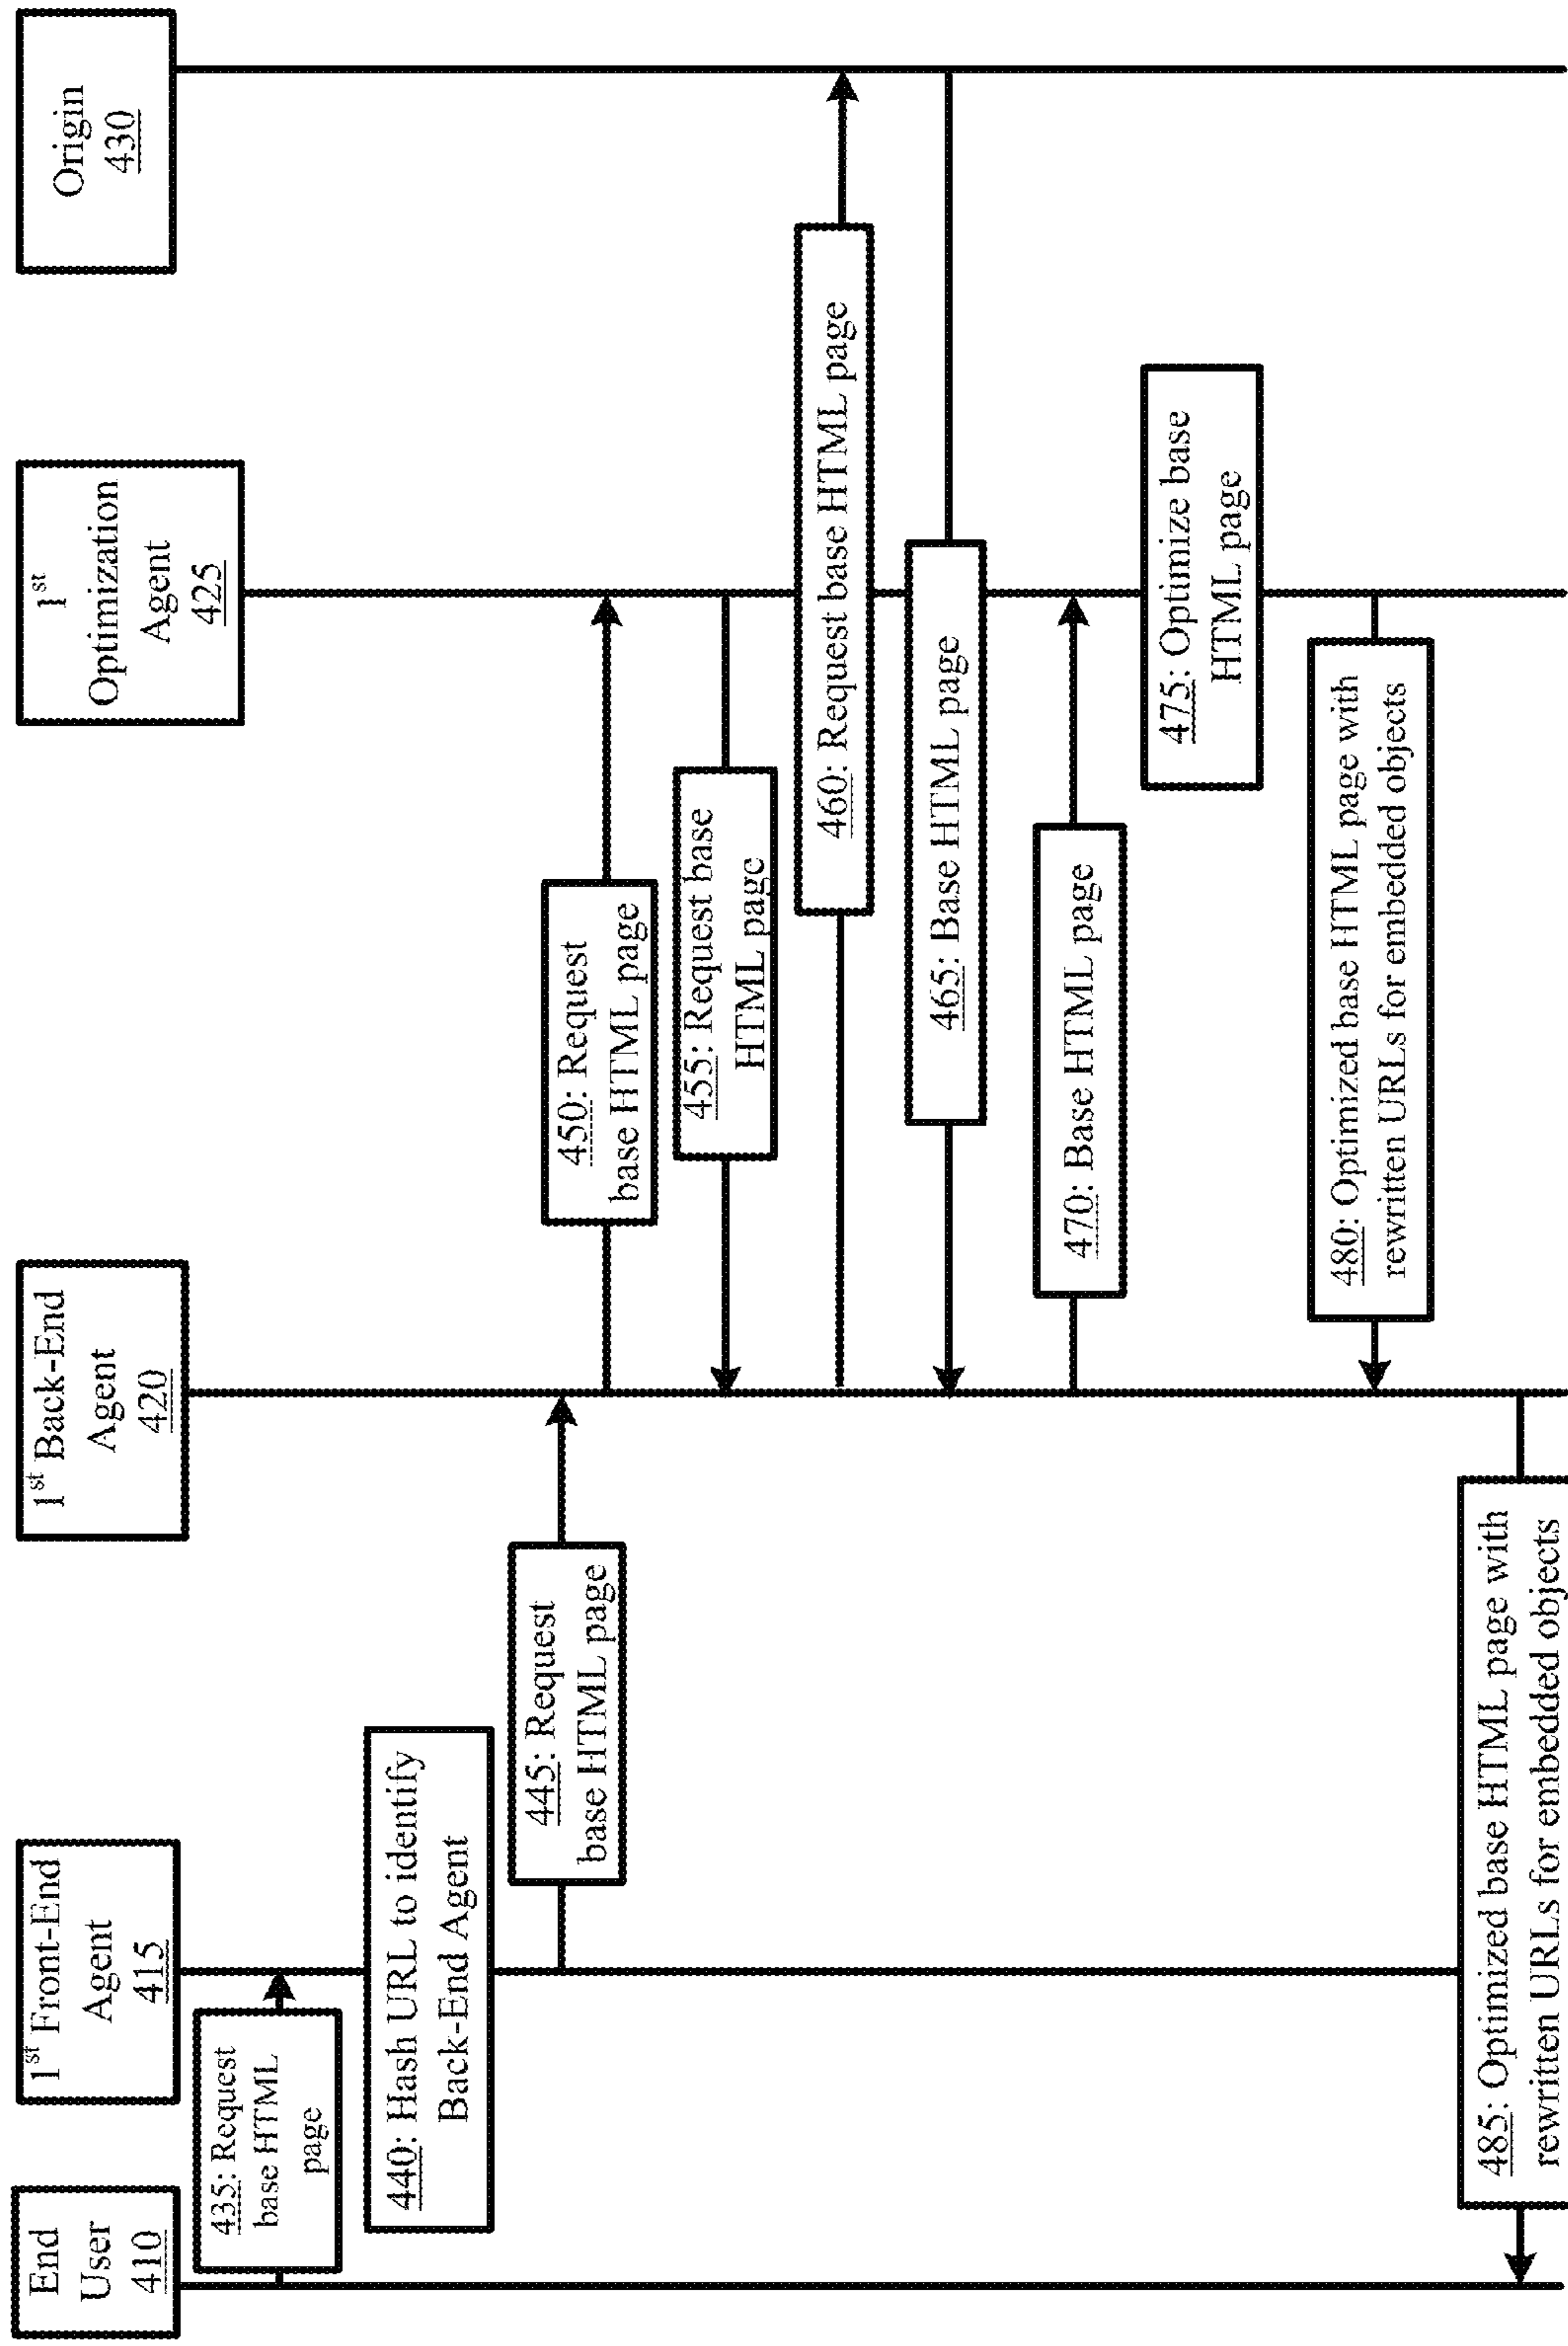 End
User
410
1st Front-End
Agent
415
1st Back-End
Agent
420
1st
Optimization
Agent
425
Origin
430
435: Request
base HTML
page
440: Hash URL to identify
Back-End Agent
445: Request
base HTML page
450: Request
base HTML page
455: Request base
HTML page
460: Request base HTML page
465: Base HTML page
470: Base HTML page
475: Optimize base
HTML page
480: Optimized base HTML page with
rewritten URLs for embedded objects
485: Optimized base HTML page with
rewritten URLs for embedded objects